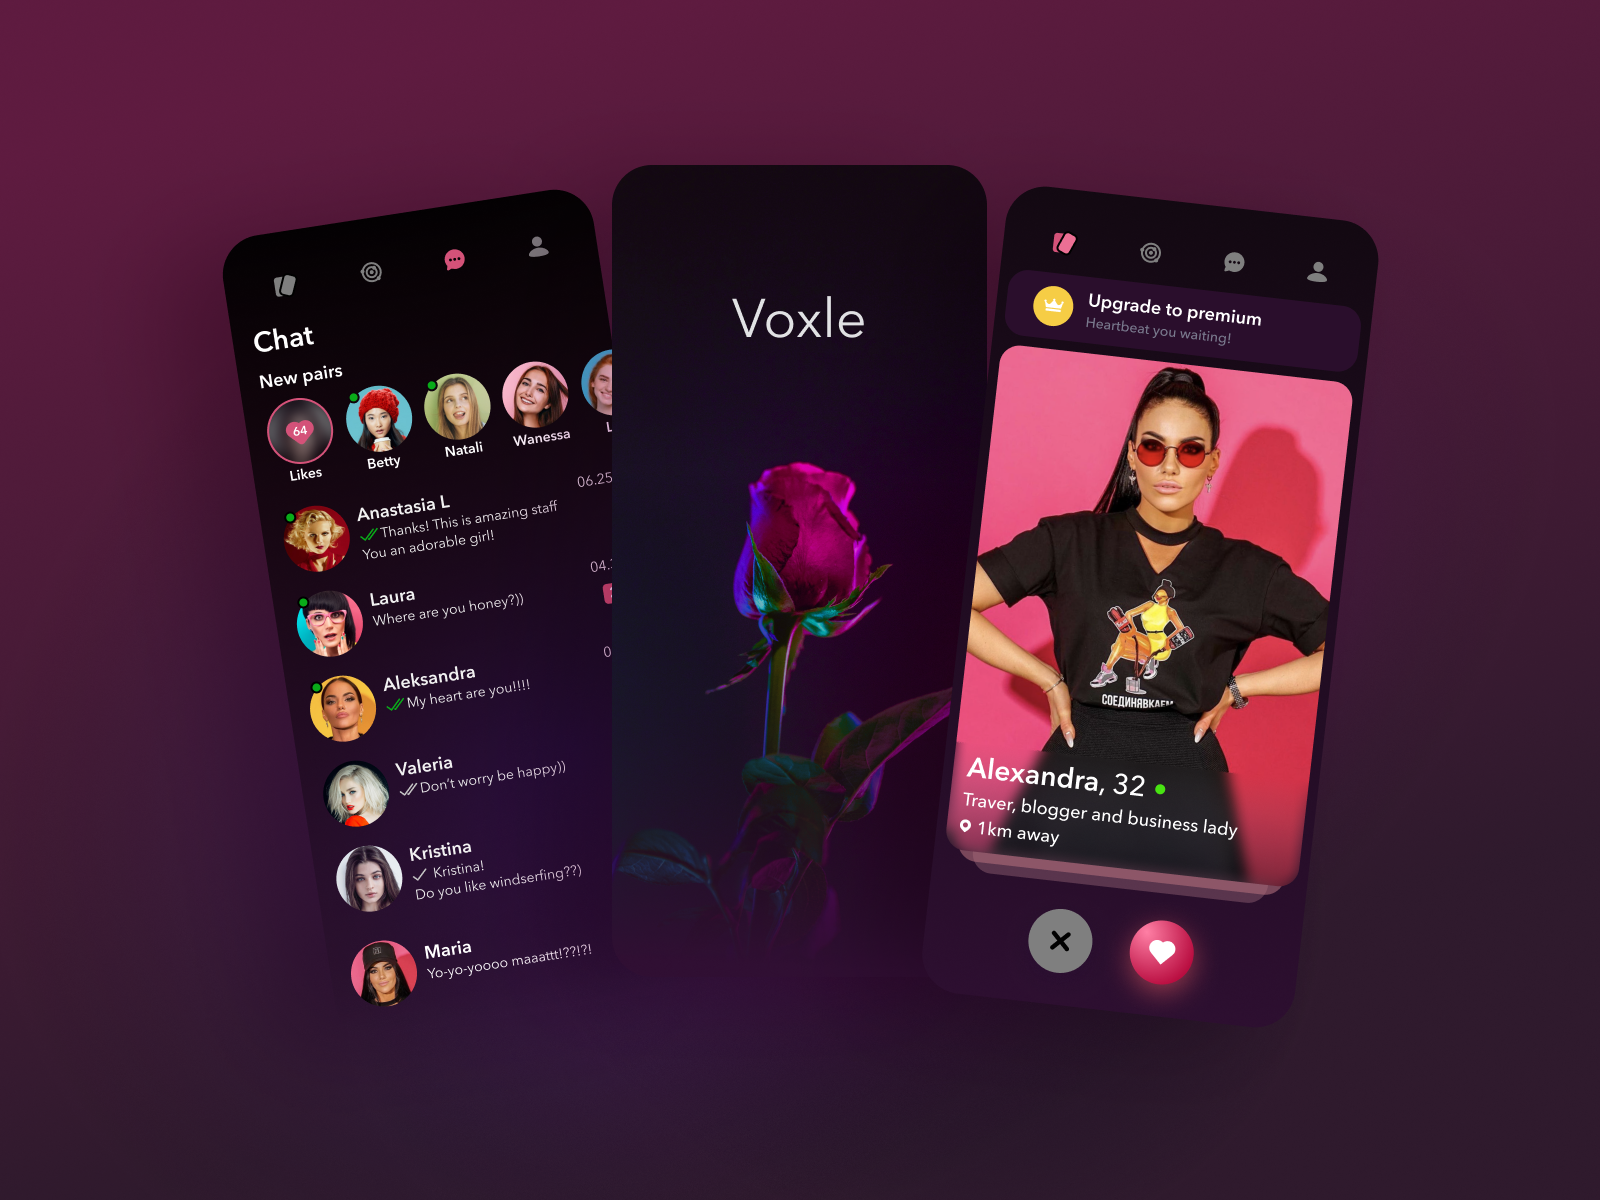 Chat
New pairs
64
Likes
Betty
Natali
Wanessa
L
Anastasia L
06.25
Thanks! This is amazing staff
You an adorable girl!
Laura
04.
Where are you honey?))
Aleksandra
0
My heart are you!!!!
Valeria
Don't worry be happy))
Kristina
Kristina!
Do you like windserfing??)
Maria
Yo-yo-yoooo maaattt!??!?!
Voxle
Upgrade to premium
Heartbeat you waiting!
СОЕДИНЯВКАЕМ
Alexandra, 32
Traver, blogger and business lady
1km away